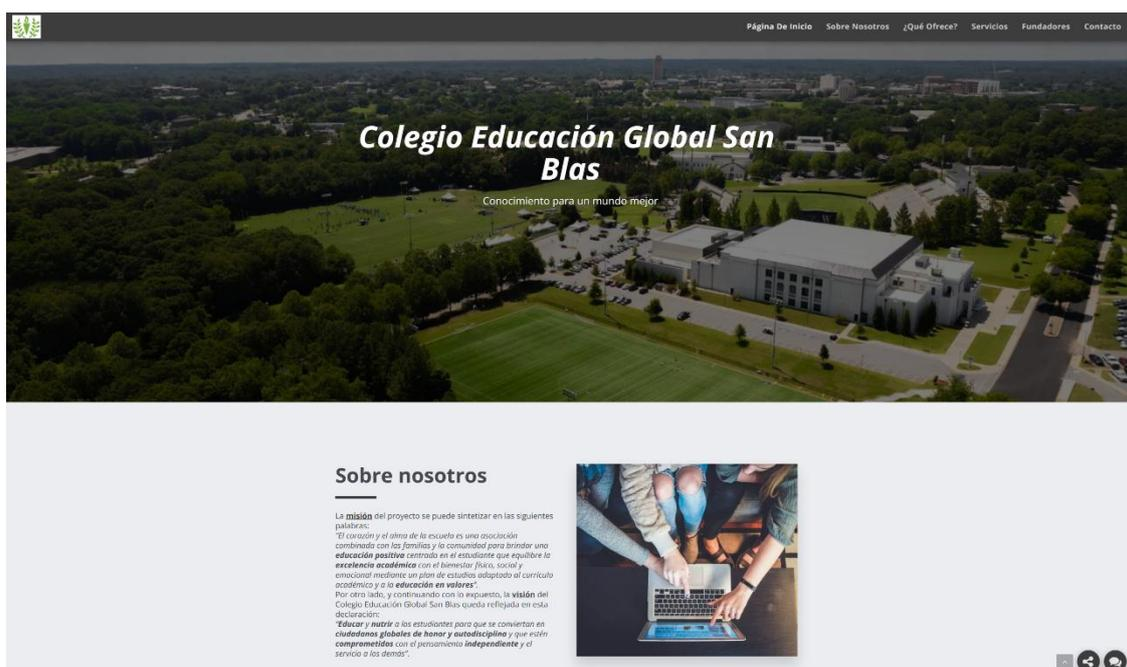 Página De Inicio Sobre Nosotros ¿Qué Ofrece? Servicios Fundadores Contacto
Colegio Educación Global San
Blas
Conocimiento para un mundo mejor
Sobre nosotros
La misión del proyecto se puede sintetizar en las siguientes
palabras:
"El corazón y el alma de la escuela es una asociación
combinada con las familias y la comunidad para brindar una
educación positiva centrada en el estudiante que equilibre la
excelencia académica con el bienestar físico, social y
emocional mediante un plan de estudios adaptado al currículo
académico y a la educación en valores".
Por otro lado, y continuando con lo expuesto, la visión del
Colegio Educación Global San Blas queda reflejada en esta
declaración:
"Educar y nutrir a los estudiantes para que se conviertan en
ciudadanos globales de honor y autodisciplina y que estén
comprometidos con el pensamiento independiente y el
servicio a los demás".